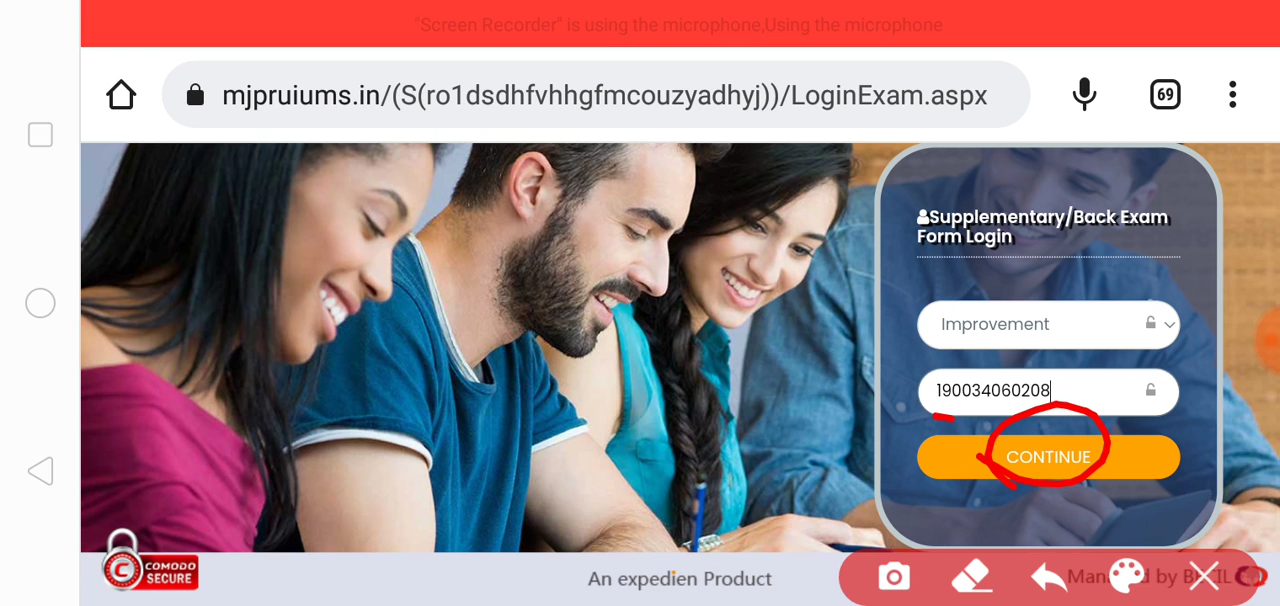 "Screen Recorder" is using the microphone,Using the microphone
mjpruiums.in/(S(ro1dsdhfvhhgfmcouzyadhyj))/LoginExam.aspx
69
Supplementary/Back Exam
Form Login
Improvement
190034060208
CONTINUE
COMODO
SECURE
An expedien Product
by